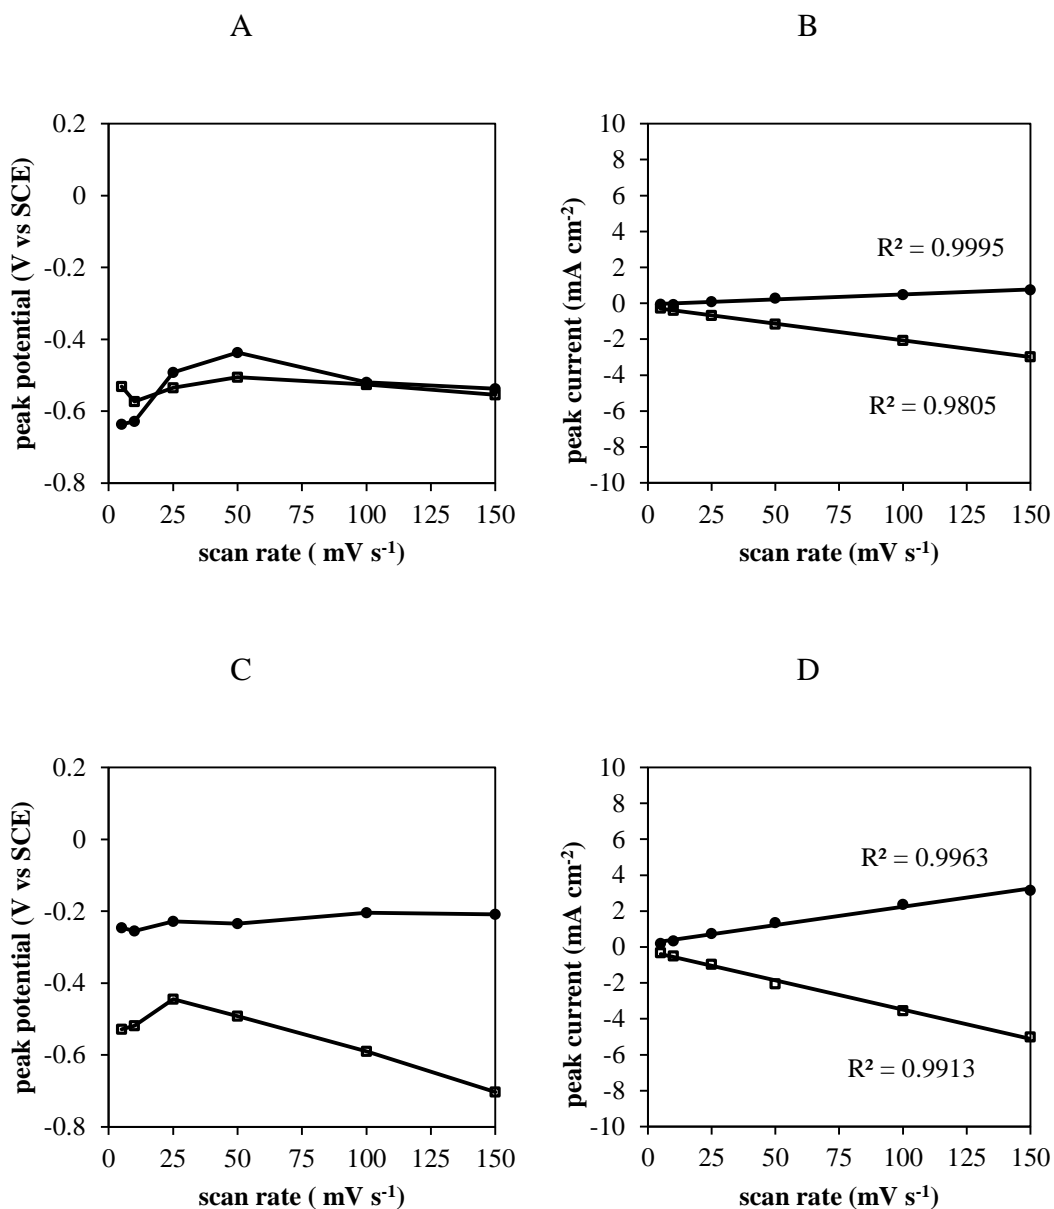 A
B
0.2
0
-0.2
-0.4
-0.6
-0.8
0 25 50 75 100 125 150
peak potential (V vs SCE)
scan rate ( mV s⁻¹)
10
8
6
4
2
0
-2
-4
-6
-8
-10
0 25 50 75 100 125 150
peak current (mA cm⁻²)
scan rate (mV s⁻¹)
R² = 0.9995
R² = 0.9805
C
D
0.2
0
-0.2
-0.4
-0.6
-0.8
0 25 50 75 100 125 150
peak potential (V vs SCE)
scan rate ( mV s⁻¹)
10
8
6
4
2
0
-2
-4
-6
-8
-10
0 25 50 75 100 125 150
peak current (mA cm⁻²)
scan rate (mV s⁻¹)
R² = 0.9963
R² = 0.9913